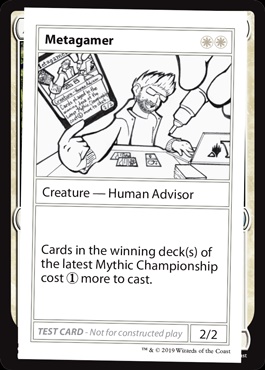 Metagamer
Creature — Human Advisor
Cards in the winning deck(s) of
the latest Mythic Championship
cost ① more to cast.
TEST CARD - Not for constructed play
2/2
™ & © 2019 Wizards of the Coast